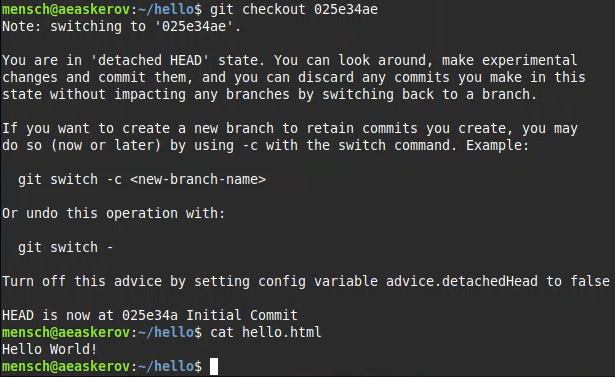 mensch@aeaskerov:~/hello$ git checkout 025e34ae
Note: switching to '025e34ae'.

You are in 'detached HEAD' state. You can look around, make experimental
changes and commit them, and you can discard any commits you make in this
state without impacting any branches by switching back to a branch.

If you want to create a new branch to retain commits you create, you may
do so (now or later) by using -c with the switch command. Example:

  git switch -c <new-branch-name>

Or undo this operation with:

  git switch -

Turn off this advice by setting config variable advice.detachedHead to false

HEAD is now at 025e34a Initial Commit
mensch@aeaskerov:~/hello$ cat hello.html
Hello World!
mensch@aeaskerov:~/hello$